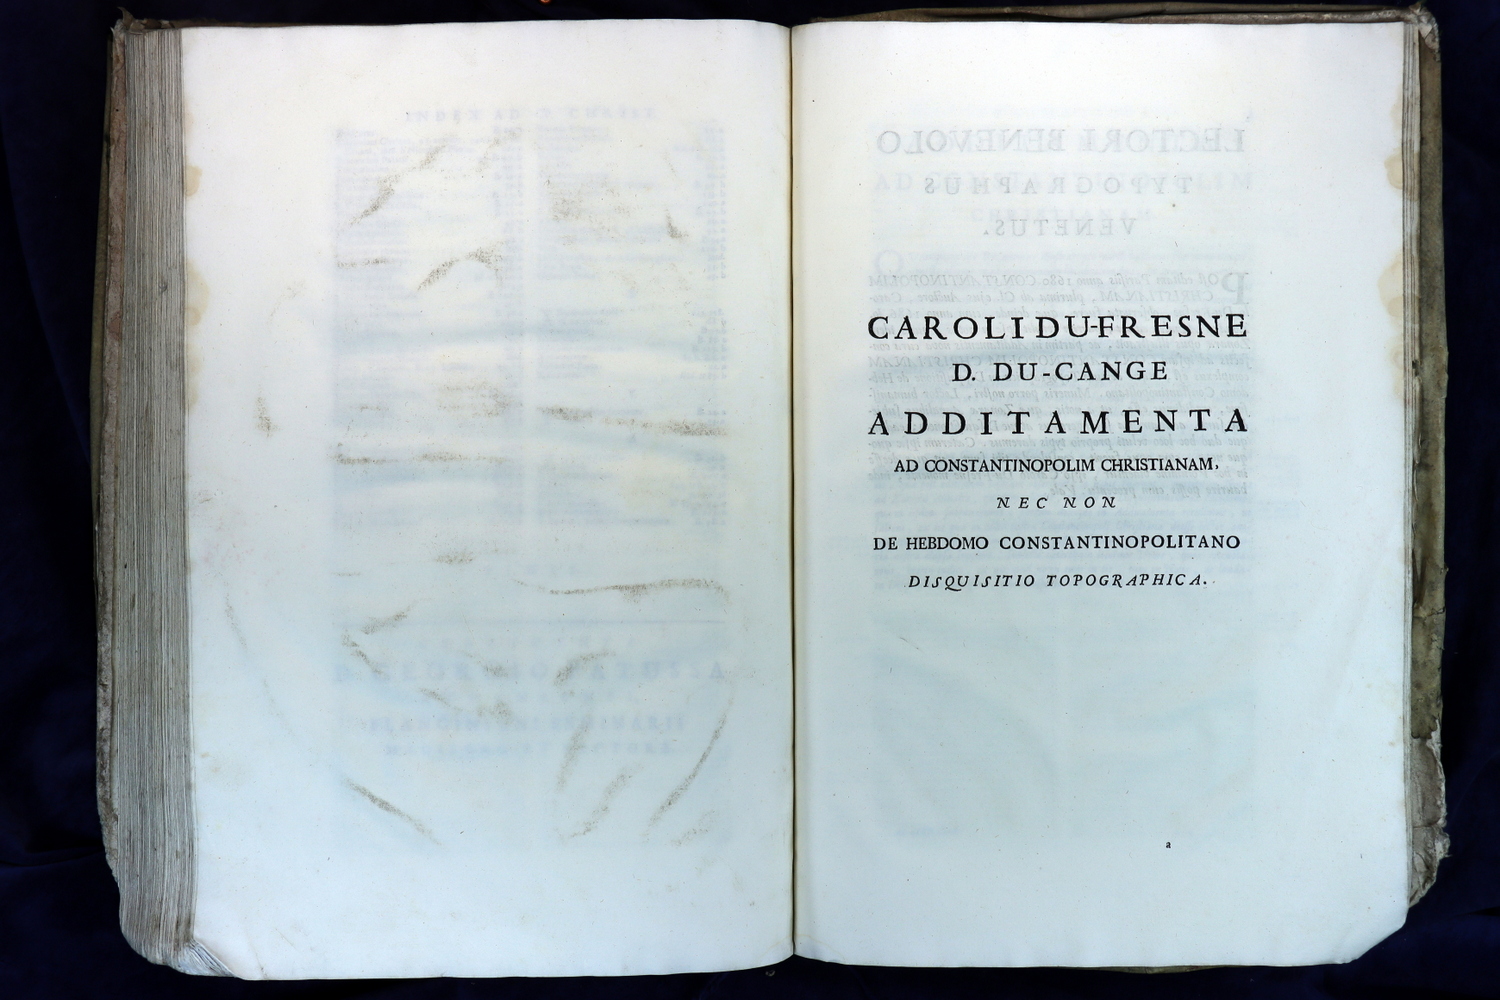 CAROLI DU-FRESNE
D. DU-CANGE
ADDITAMENTA
AD CONSTANTINOPOLIM CHRISTIANAM,
NEC NON
DE HEBDOMO CONSTANTINOPOLITANO
DISQUISITIO TOPOGRAPHICA.
a